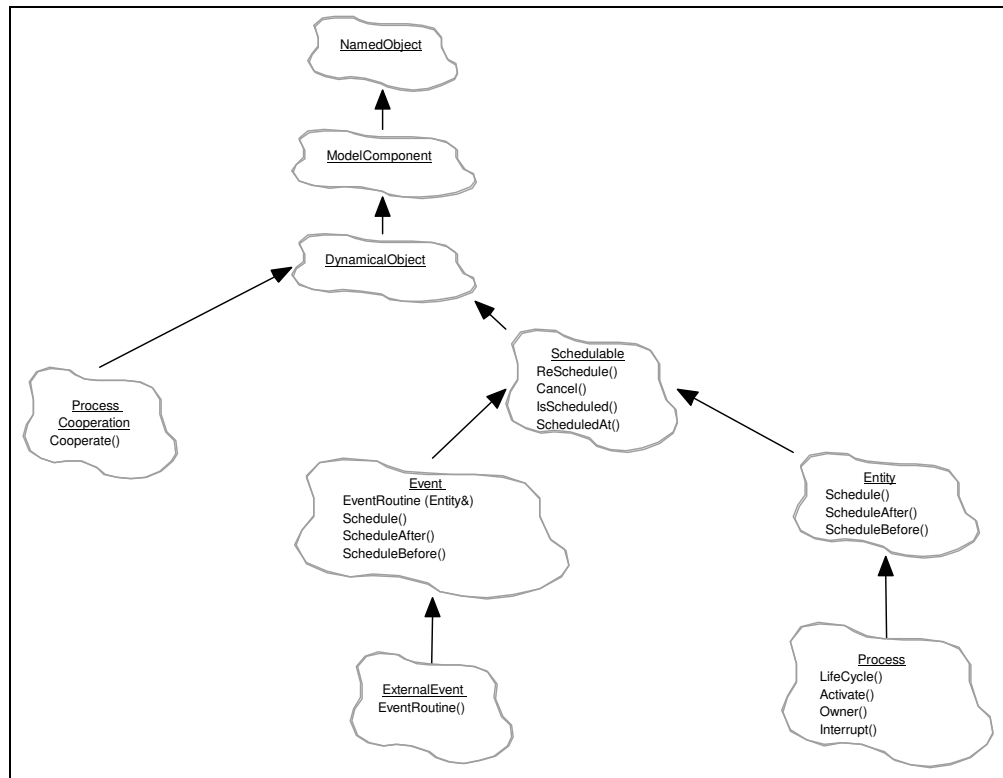 NamedObject
ModelComponent
DynamicalObject
Schedulable
ReSchedule()
Cancel()
IsScheduled()
ScheduledAt()
Process
Cooperation
Cooperate()
Event
EventRoutine (Entity&)
Schedule()
ScheduleAfter()
ScheduleBefore()
Entity
Schedule()
ScheduleAfter()
ScheduleBefore()
ExternalEvent
EventRoutine()
Process
LifeCycle()
Activate()
Owner()
Interrupt()